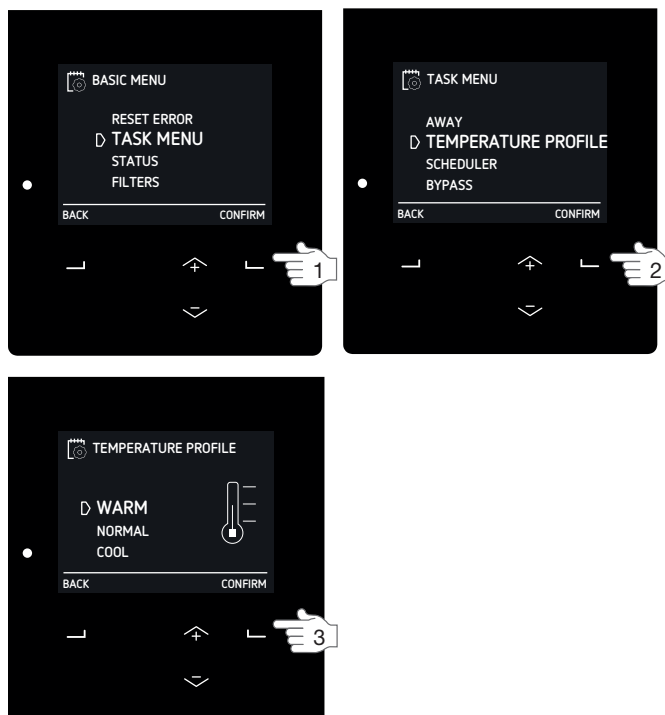 BASIC MENU
RESET ERROR
TASK MENU
STATUS
FILTERS
BACK CONFIRM
1
TASK MENU
AWAY
TEMPERATURE PROFILE
SCHEDULER
BYPASS
BACK CONFIRM
2
TEMPERATURE PROFILE
WARM
NORMAL
COOL
BACK CONFIRM
3